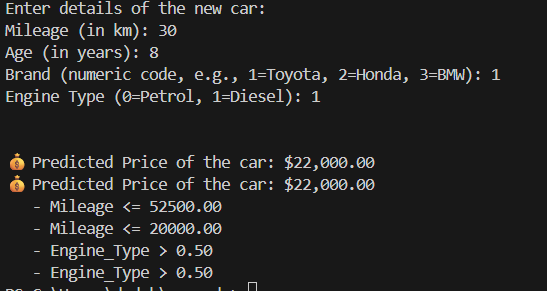 Enter details of the new car:
Mileage (in km): 30
Age (in years): 8
Brand (numeric code, e.g., 1=Toyota, 2=Honda, 3=BMW): 1
Engine Type (0=Petrol, 1=Diesel): 1
💰 Predicted Price of the car: $22,000.00
💰 Predicted Price of the car: $22,000.00
- Mileage <= 52500.00
- Mileage <= 20000.00
- Engine_Type > 0.50
- Engine_Type > 0.50